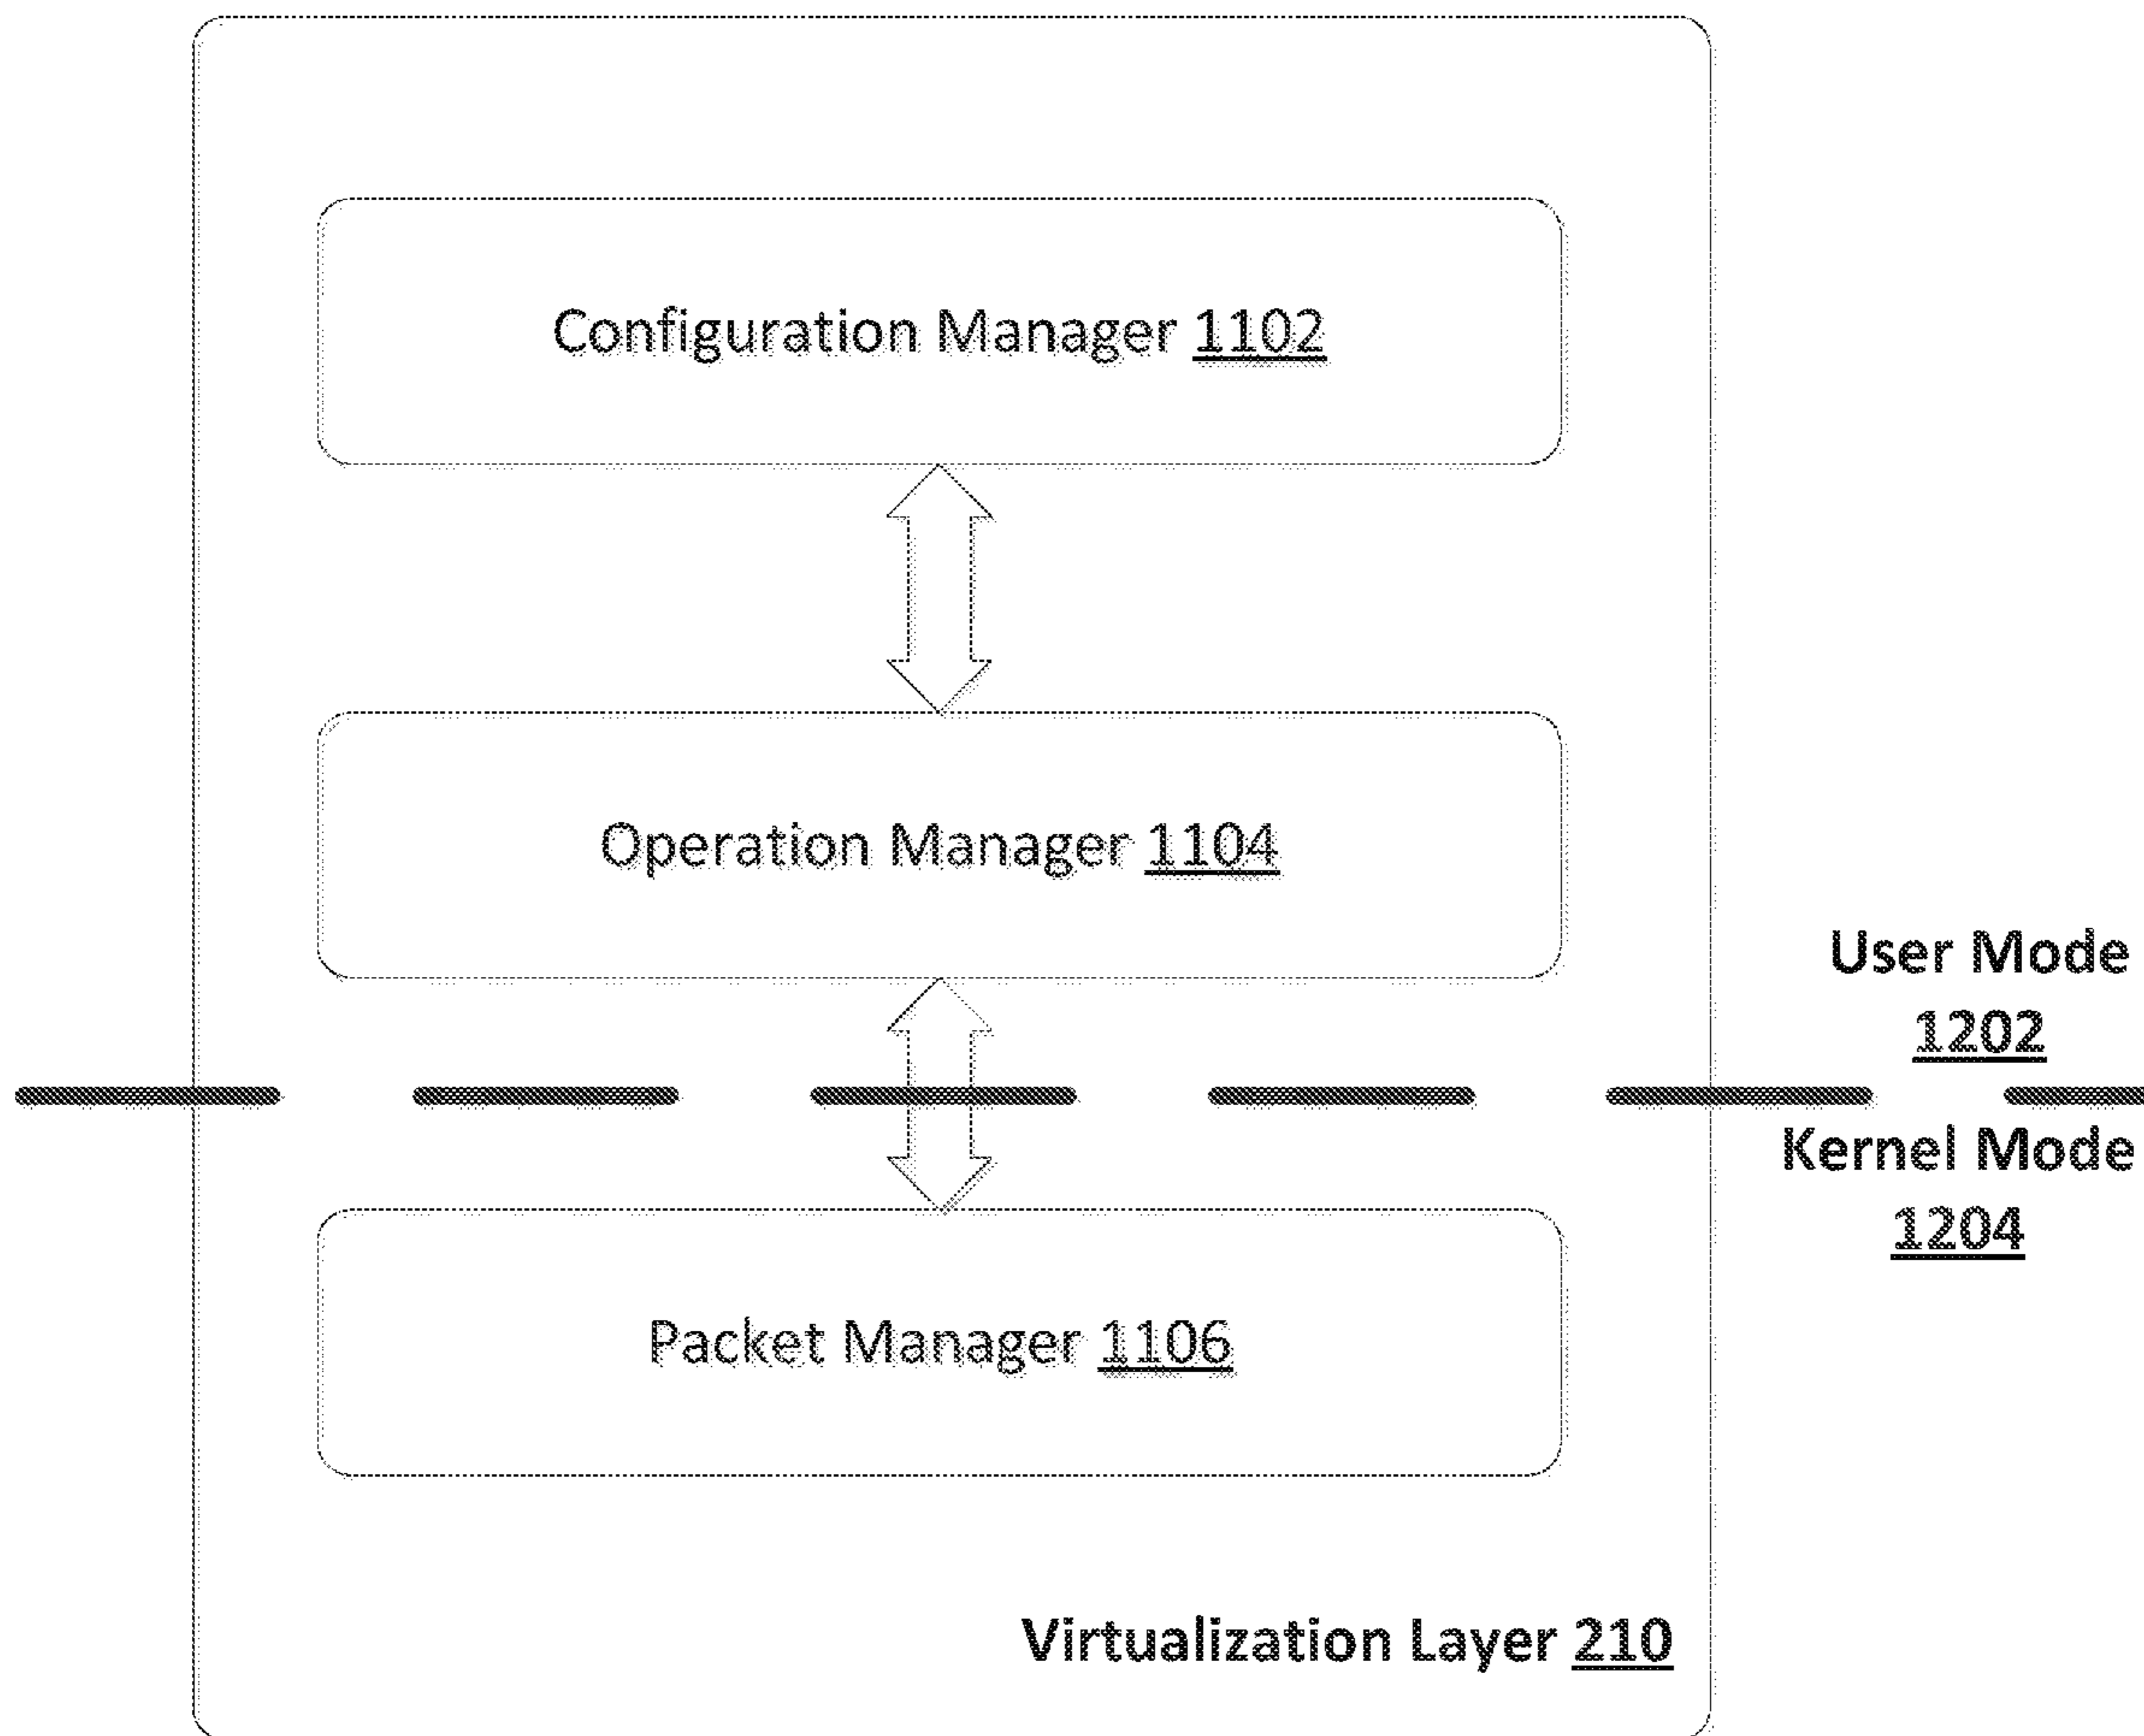 Configuration Manager 1102
Operation Manager 1104
User Mode
1202
Kernel Mode
1204
Packet Manager 1106
Virtualization Layer 210